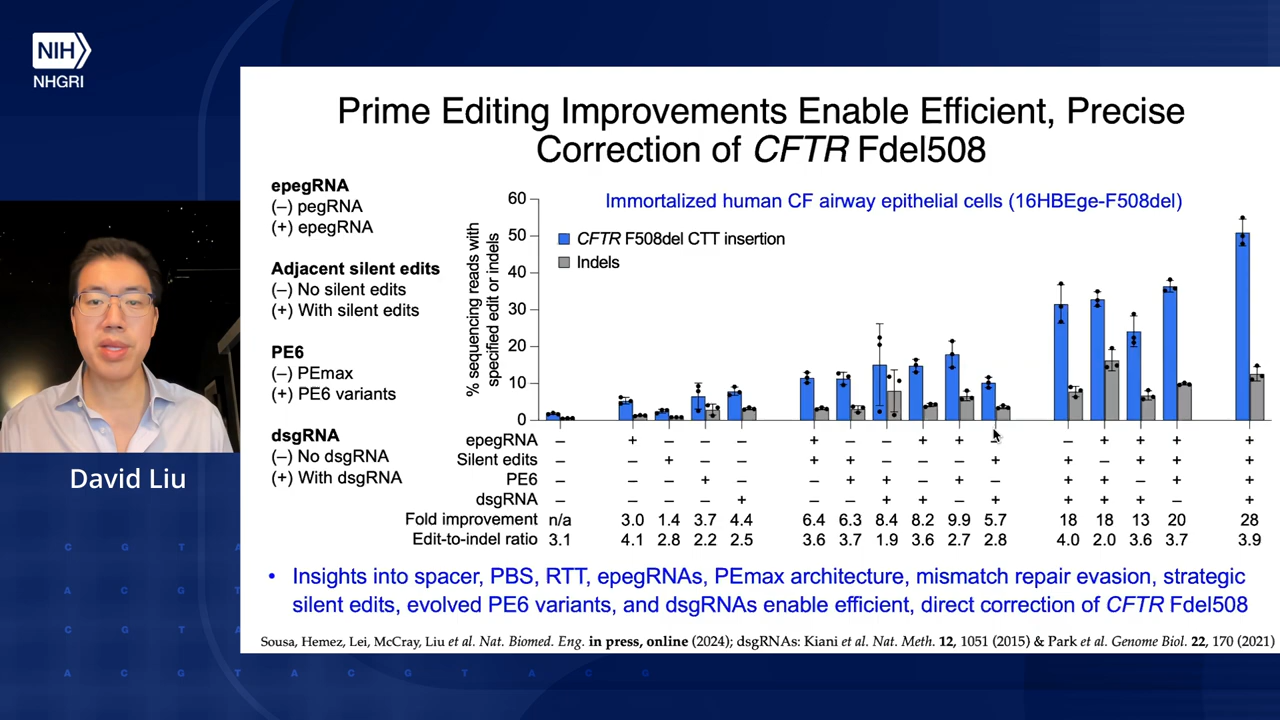 NIH
NHGRI
Prime Editing Improvements Enable Efficient, Precise
Correction of CFTR Fdel508
epegRNA
(–) pegRNA
(+) epegRNA
Adjacent silent edits
(–) No silent edits
(+) With silent edits
PE6
(–) PEmax
(+) PE6 variants
dsgRNA
(–) No dsgRNA
(+) With dsgRNA
Immortalized human CF airway epithelial cells (16HBEge-F508del)
CFTR F508del CTT insertion
Indels
% sequencing reads with
specified edit or indels
60
50
40
30
20
10
0
epegRNA – + – – – + – – + + – – + + + +
Silent edits – – + – – + + – – – + + – + + +
PE6 – – – + – – + + – + – + + + + +
dsgRNA – – – – + – – + + – + + + + – +
Fold improvement n/a 3.0 1.4 3.7 4.4 6.4 6.3 8.4 8.2 9.9 5.7 18 18 13 20 28
Edit-to-indel ratio 3.1 4.1 2.8 2.2 2.5 3.6 3.7 1.9 3.6 2.7 2.8 4.0 2.0 3.6 3.7 3.9
• Insights into spacer, PBS, RTT, epegRNAs, PEmax architecture, mismatch repair evasion, strategic
silent edits, evolved PE6 variants, and dsgRNAs enable efficient, direct correction of CFTR Fdel508
Sousa, Hemez, Lei, McCray, Liu et al. Nat. Biomed. Eng. in press, online (2024); dsgRNAs: Kiani et al. Nat. Meth. 12, 1051 (2015) & Park et al. Genome Biol. 22, 170 (2021)
David Liu
C G T A
A C G
C G T
A C G T A C G T A C G